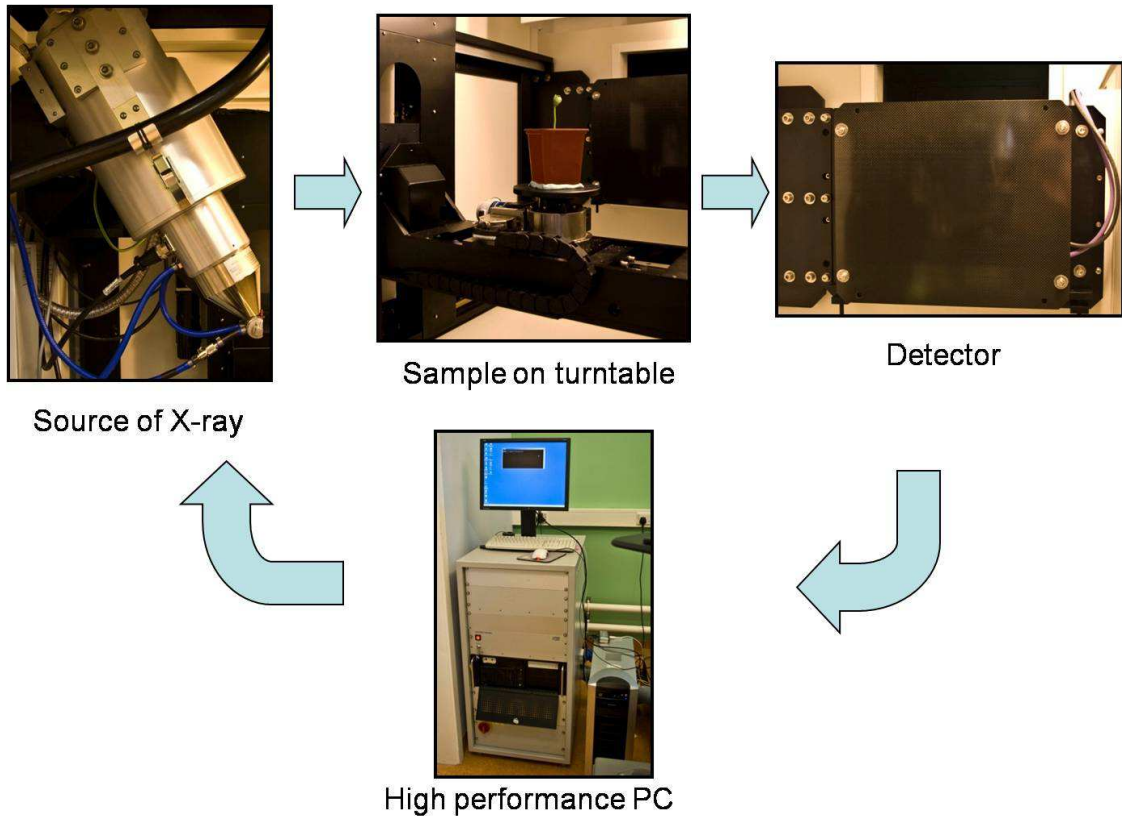 Source of X-ray
Sample on turntable
Detector
High performance PC